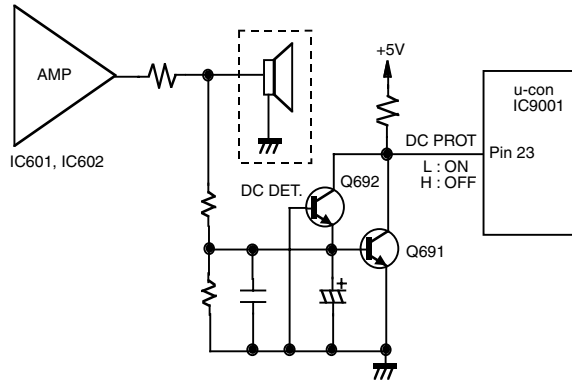 AMP
IC601, IC602
+5V
u-con
IC9001
DC PROT
Pin 23
L : ON
H : OFF
DC DET.
Q692
Q691
+